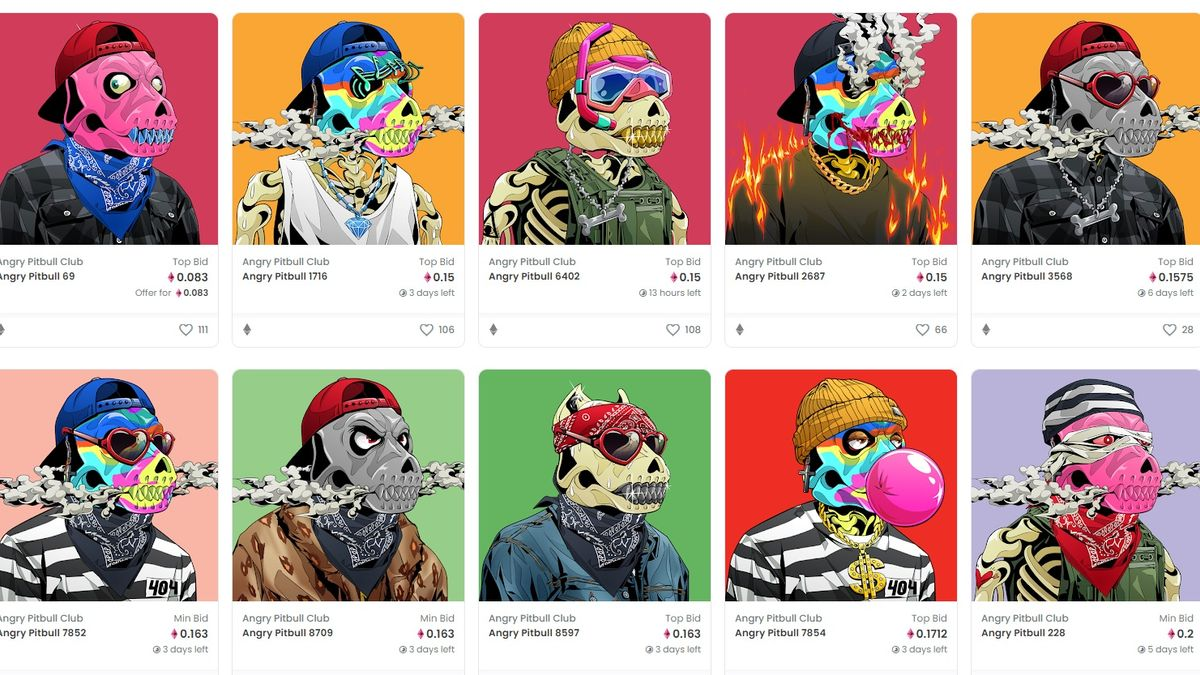 Angry Pitbull Club Top Bid
Angry Pitbull 69 0.083
Offer for 0.083
111
Angry Pitbull Club Top Bid
Angry Pitbull 1716 0.15
3 days left
106
Angry Pitbull Club Top Bid
Angry Pitbull 6402 0.15
13 hours left
108
Angry Pitbull Club Top Bid
Angry Pitbull 2687 0.15
2 days left
66
Angry Pitbull Club Top Bid
Angry Pitbull 3568 0.1575
6 days left
28
404
Angry Pitbull Club Min Bid
Angry Pitbull 7852 0.163
3 days left
Angry Pitbull Club Min Bid
Angry Pitbull 8709 0.163
3 days left
Angry Pitbull Club Top Bid
Angry Pitbull 8597 0.163
3 days left
$ 404
Angry Pitbull Club Top Bid
Angry Pitbull 7854 0.1712
3 days left
Angry Pitbull Club Min Bid
Angry Pitbull 228 0.2
5 days left